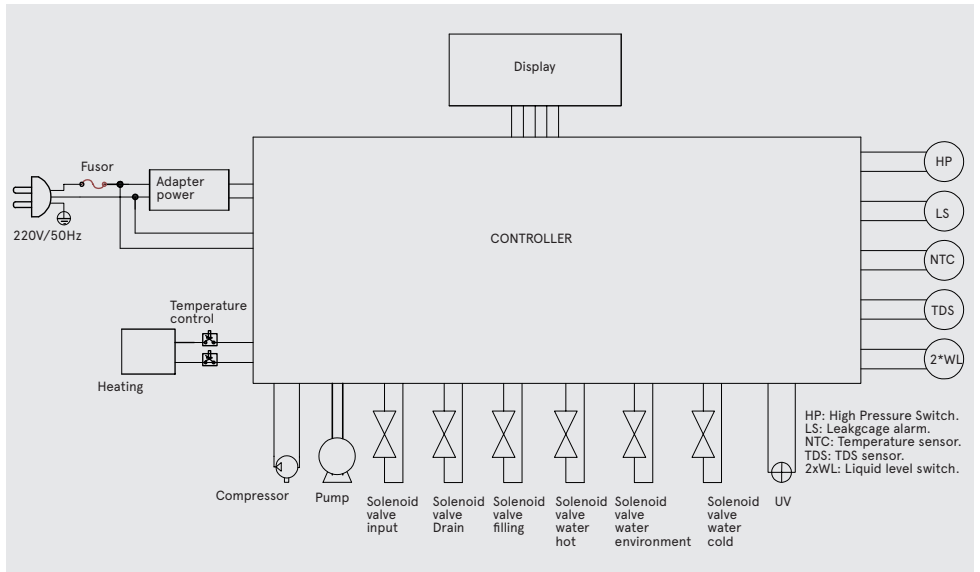 Display
Fusor
Adapter
power
220V/50Hz
CONTROLLER
HP
LS
NTC
TDS
2*WL
Temperature
control
Heating
Compressor
Pump
Solenoid
valve
input
Solenoid
valve
Drain
Solenoid
valve
filling
Solenoid
valve
water
hot
Solenoid
valve
water
environment
Solenoid
valve
water
cold
UV
HP: High Pressure Switch.
LS: Leakgcage alarm.
NTC: Temperature sensor.
TDS: TDS sensor.
2xWL: Liquid level switch.